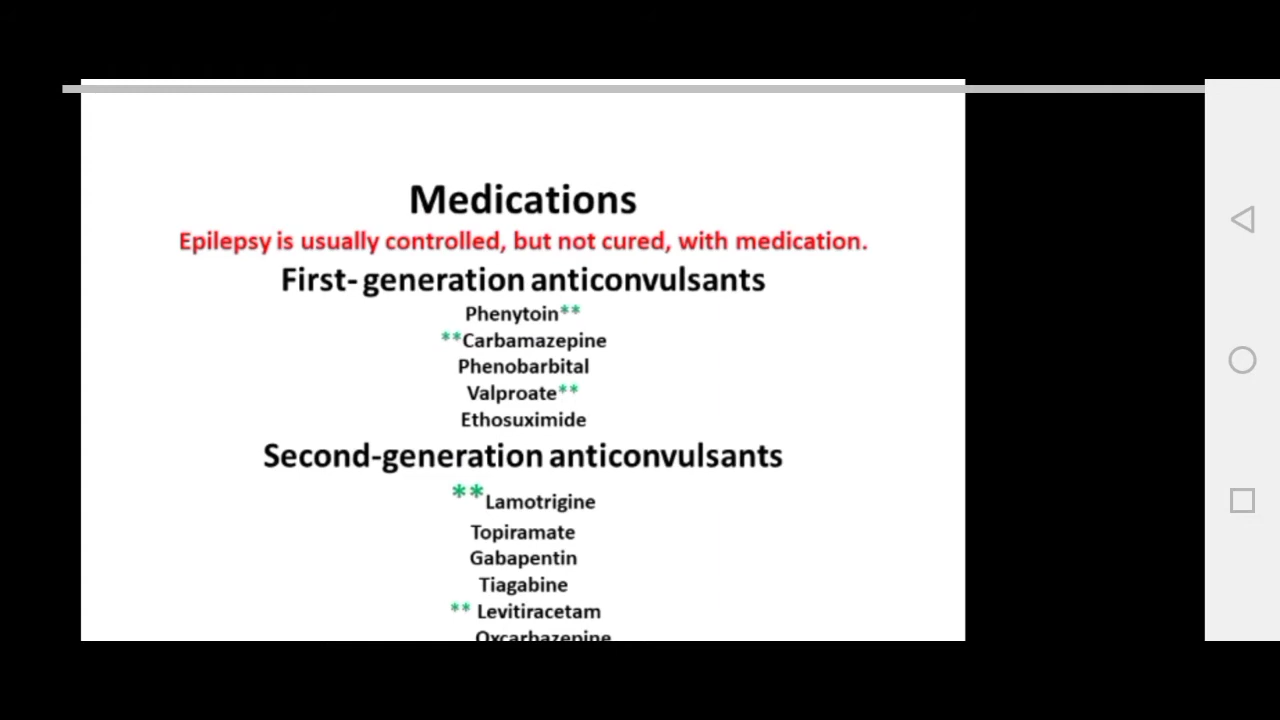 Medications
Epilepsy is usually controlled, but not cured, with medication.
First- generation anticonvulsants
Phenytoin**
**Carbamazepine
Phenobarbital
Valproate**
Ethosuximide
Second-generation anticonvulsants
**Lamotrigine
Topiramate
Gabapentin
Tiagabine
** Levitiracetam
Oxcarbazepine